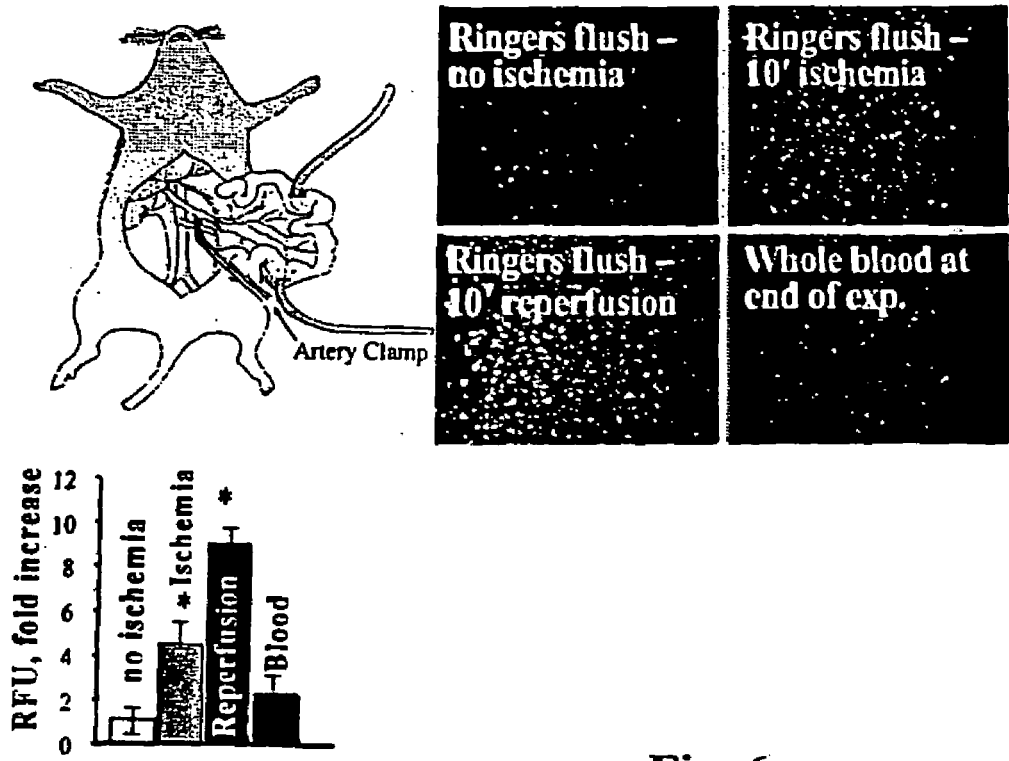 Ringers flush –
no ischemia
Ringers flush –
10' ischemia
Ringers flush –
10' reperfusion
Whole blood at
end of exp.
Artery Clamp
RFU, fold increase
12
10
8
6
4
2
0
no ischemia
* Ischemia
*
Reperfusion
Blood